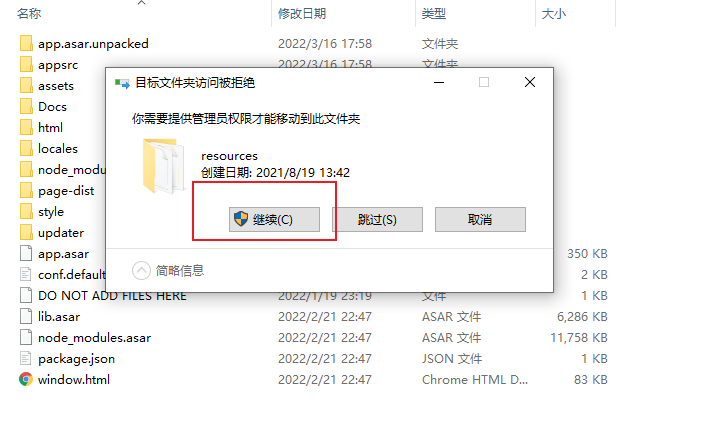 名称 修改日期 类型 大小
app.asar.unpacked 2022/3/16 17:58 文件夹
appsrc 2022/3/16 17:58 文件夹
assets
Docs
html
locales
node_modu
page-dist
style
updater
app.asar 350 KB
conf.default 2 KB
DO NOT ADD FILES HERE 2022/1/19 23:19 文件 1 KB
lib.asar 2022/2/21 22:47 ASAR 文件 6,286 KB
node_modules.asar 2022/2/21 22:47 ASAR 文件 11,758 KB
package.json 2022/2/21 22:47 JSON 文件 1 KB
window.html 2022/2/21 22:47 Chrome HTML D... 83 KB
目标文件夹访问被拒绝
你需要提供管理员权限才能移动到此文件夹
resources
创建日期: 2021/8/19 13:42
继续(C) 跳过(S) 取消
简略信息